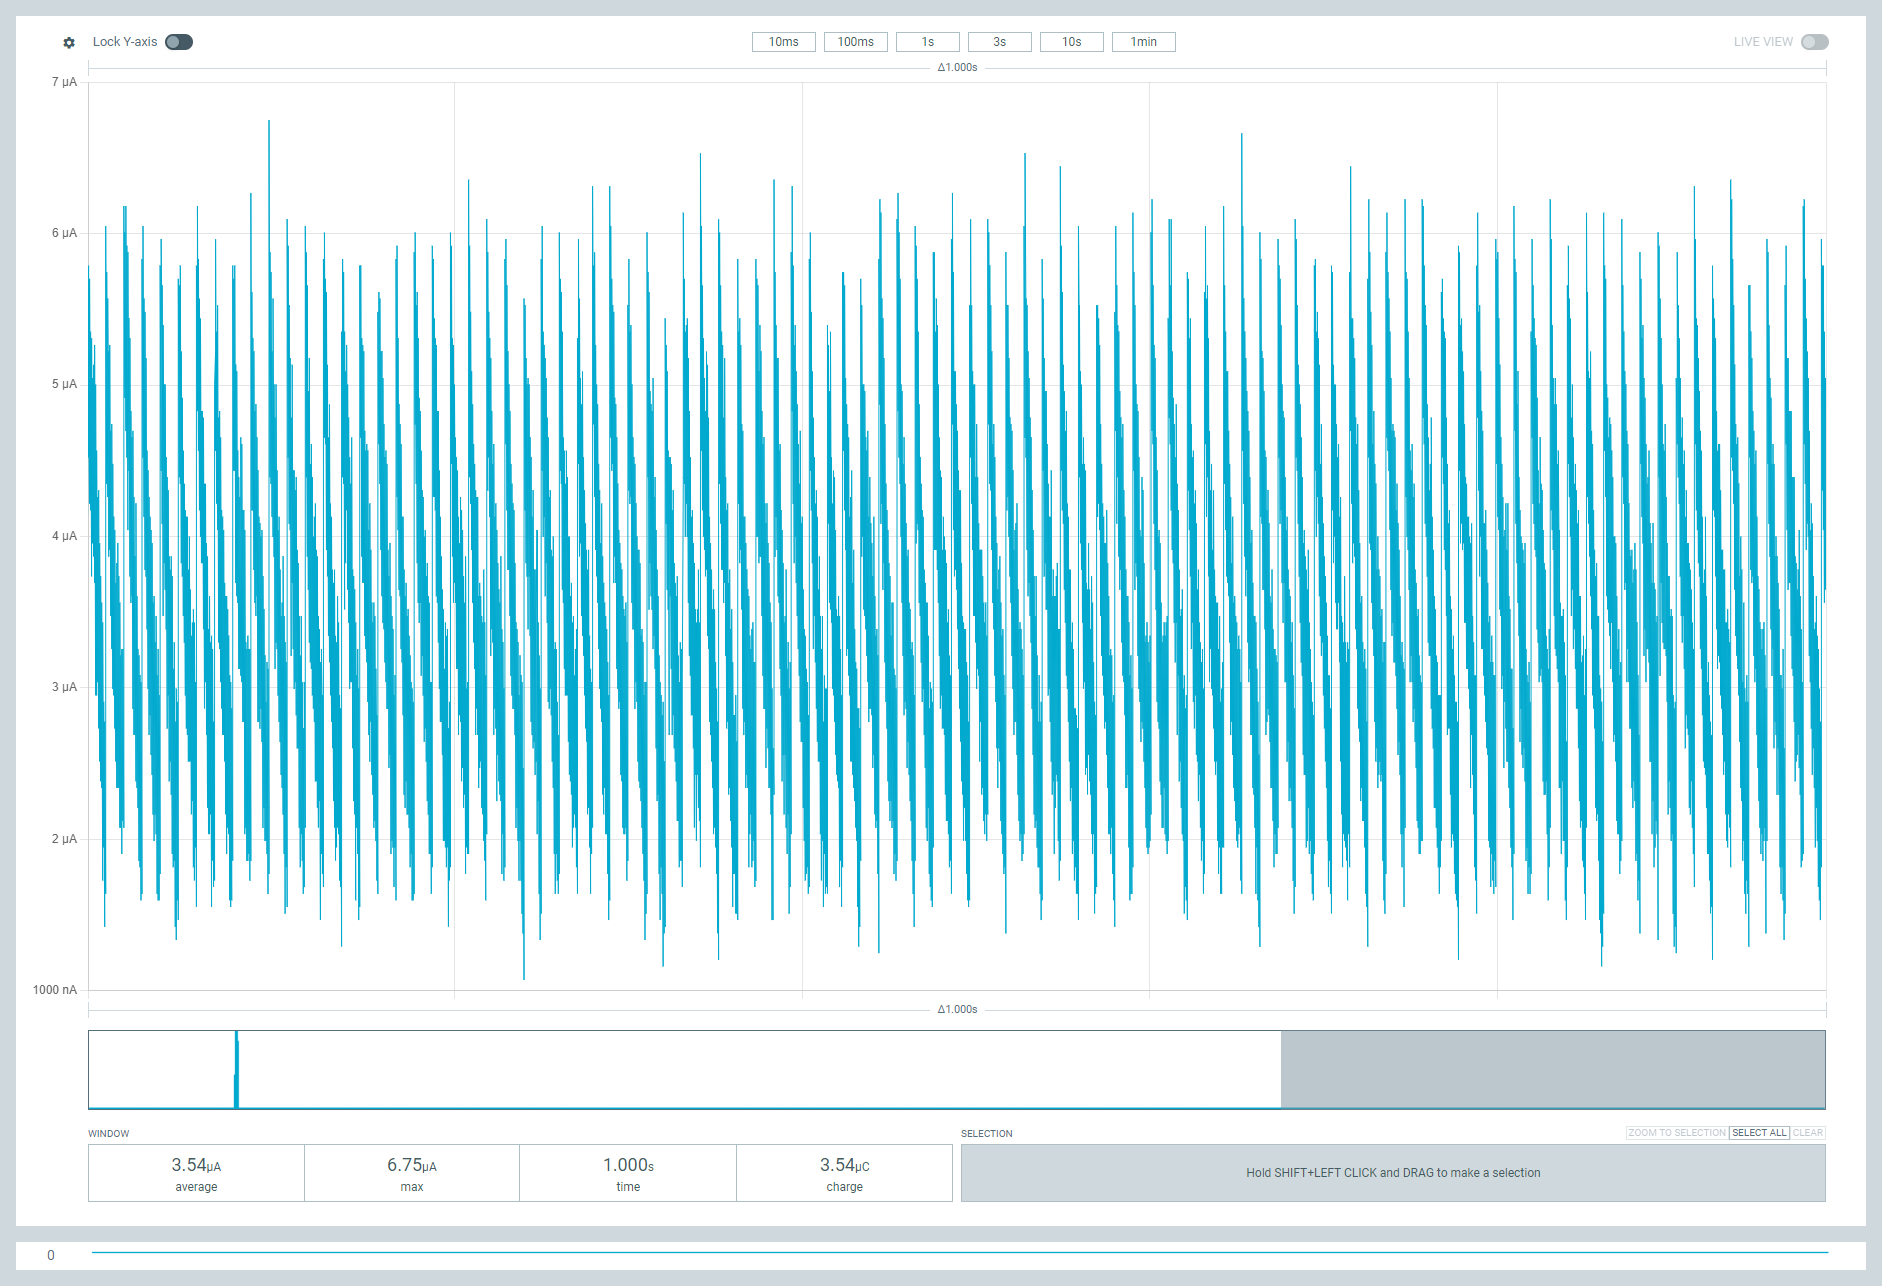 Lock Y-axis
10ms 100ms 1s 3s 10s 1min
LIVE VIEW
Δ1.000s
7 µA
6 µA
5 µA
4 µA
3 µA
2 µA
1000 nA
Δ1.000s
WINDOW
3.54µA 6.75µA 1.000s 3.54µC
average max time charge
SELECTION
ZOOM TO SELECTION SELECT ALL CLEAR
Hold SHIFT+LEFT CLICK and DRAG to make a selection
0